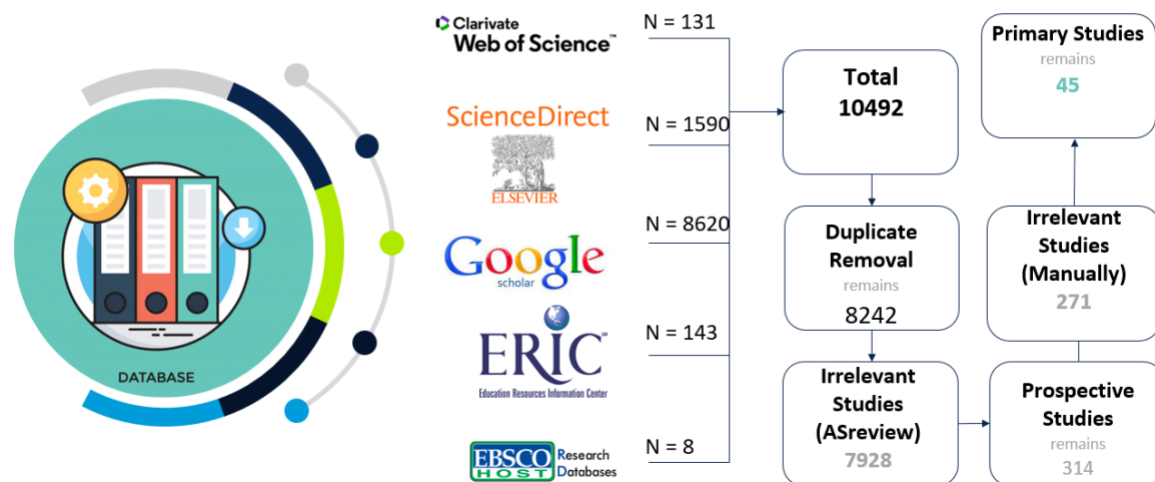 DATABASE
Clarivate
Web of Science™
ScienceDirect
ELSEVIER
Google
scholar
ERIC™
Education Resources Information Center
EBSCO
HOST
Research
Databases
N = 131
N = 1590
N = 8620
N = 143
N = 8
Total
10492
Duplicate
Removal
remains
8242
Irrelevant
Studies
(ASreview)
7928
Prospective
Studies
remains
314
Irrelevant
Studies
(Manually)
271
Primary Studies
remains
45